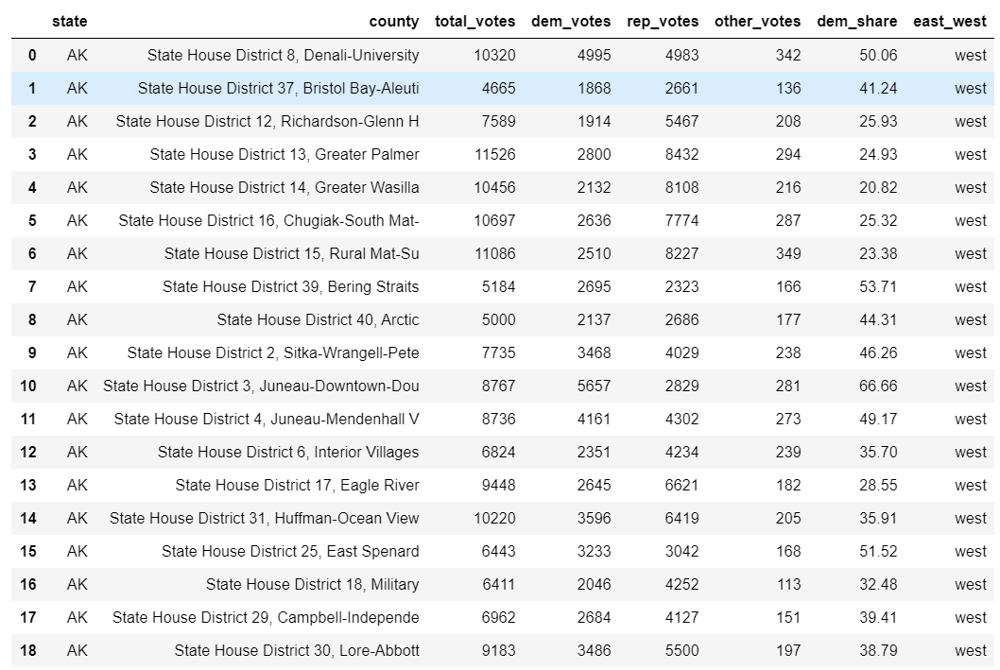 state county total_votes dem_votes rep_votes other_votes dem_share east_west
0 AK State House District 8, Denali-University 10320 4995 4983 342 50.06 west
1 AK State House District 37, Bristol Bay-Aleuti 4665 1868 2661 136 41.24 west
2 AK State House District 12, Richardson-Glenn H 7589 1914 5467 208 25.93 west
3 AK State House District 13, Greater Palmer 11526 2800 8432 294 24.93 west
4 AK State House District 14, Greater Wasilla 10456 2132 8108 216 20.82 west
5 AK State House District 16, Chugiak-South Mat- 10697 2636 7774 287 25.32 west
6 AK State House District 15, Rural Mat-Su 11086 2510 8227 349 23.38 west
7 AK State House District 39, Bering Straits 5184 2695 2323 166 53.71 west
8 AK State House District 40, Arctic 5000 2137 2686 177 44.31 west
9 AK State House District 2, Sitka-Wrangell-Pete 7735 3468 4029 238 46.26 west
10 AK State House District 3, Juneau-Downtown-Dou 8767 5657 2829 281 66.66 west
11 AK State House District 4, Juneau-Mendenhall V 8736 4161 4302 273 49.17 west
12 AK State House District 6, Interior Villages 6824 2351 4234 239 35.70 west
13 AK State House District 17, Eagle River 9448 2645 6621 182 28.55 west
14 AK State House District 31, Huffman-Ocean View 10220 3596 6419 205 35.91 west
15 AK State House District 25, East Spenard 6443 3233 3042 168 51.52 west
16 AK State House District 18, Military 6411 2046 4252 113 32.48 west
17 AK State House District 29, Campbell-Independe 6962 2684 4127 151 39.41 west
18 AK State House District 30, Lore-Abbott 9183 3486 5500 197 38.79 west